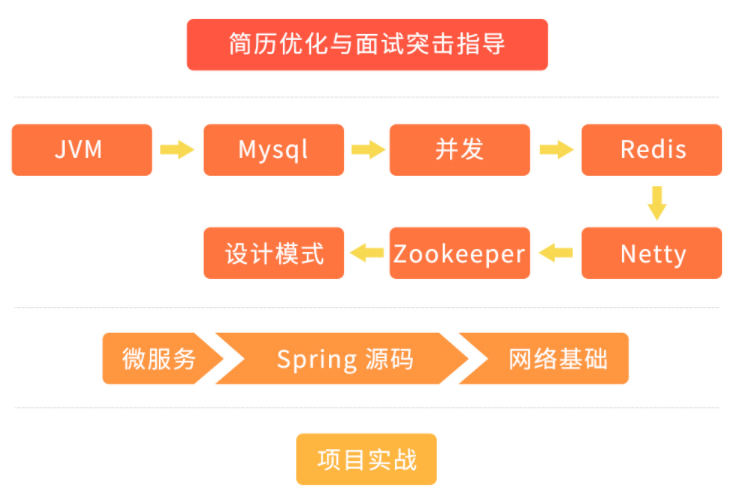 简历优化与面试突击指导
JVM
Mysql
并发
Redis
Netty
Zookeeper
设计模式
微服务
Spring 源码
网络基础
项目实战